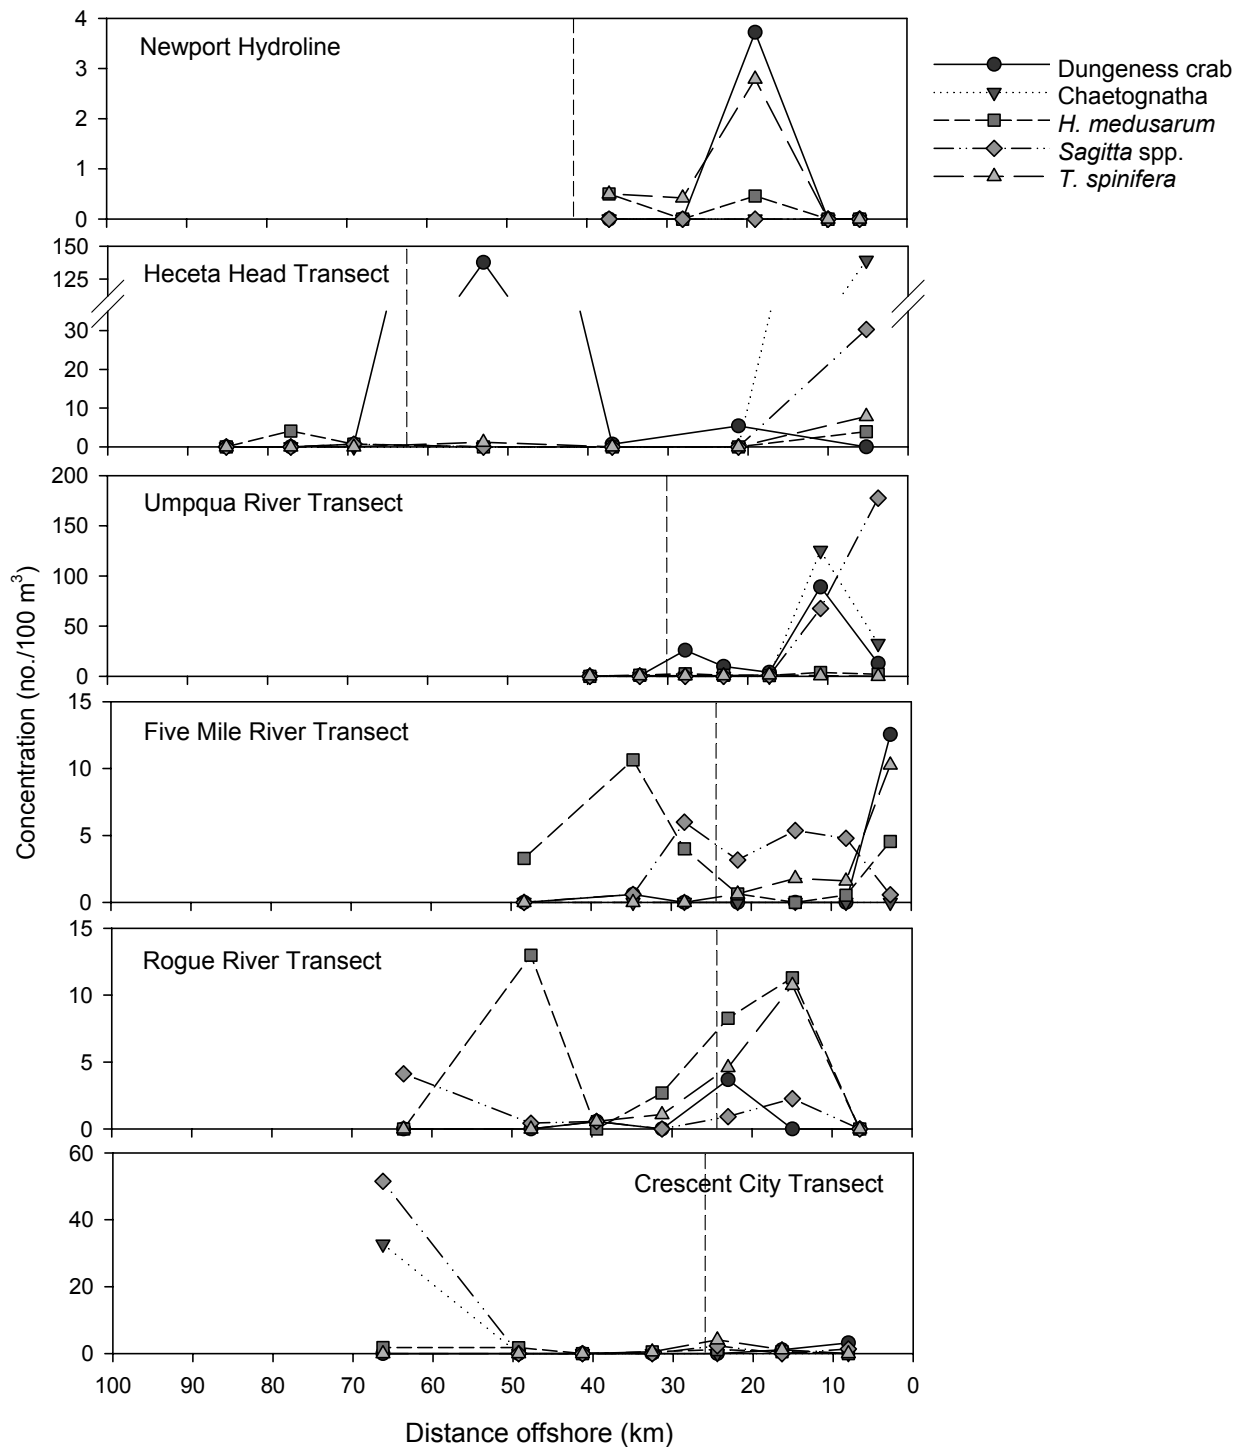 Newport Hydroline
4
3
2
1
0
Dungeness crab
Chaetognatha
H. medusarum
Sagitta spp.
T. spinifera
Heceta Head Transect
150
125
30
20
10
0
Umpqua River Transect
200
150
100
50
0
Five Mile River Transect
15
10
5
0
Rogue River Transect
15
10
5
0
Crescent City Transect
60
40
20
0
100 90 80 70 60 50 40 30 20 10 0
Distance offshore (km)
Concentration (no./100 m³)